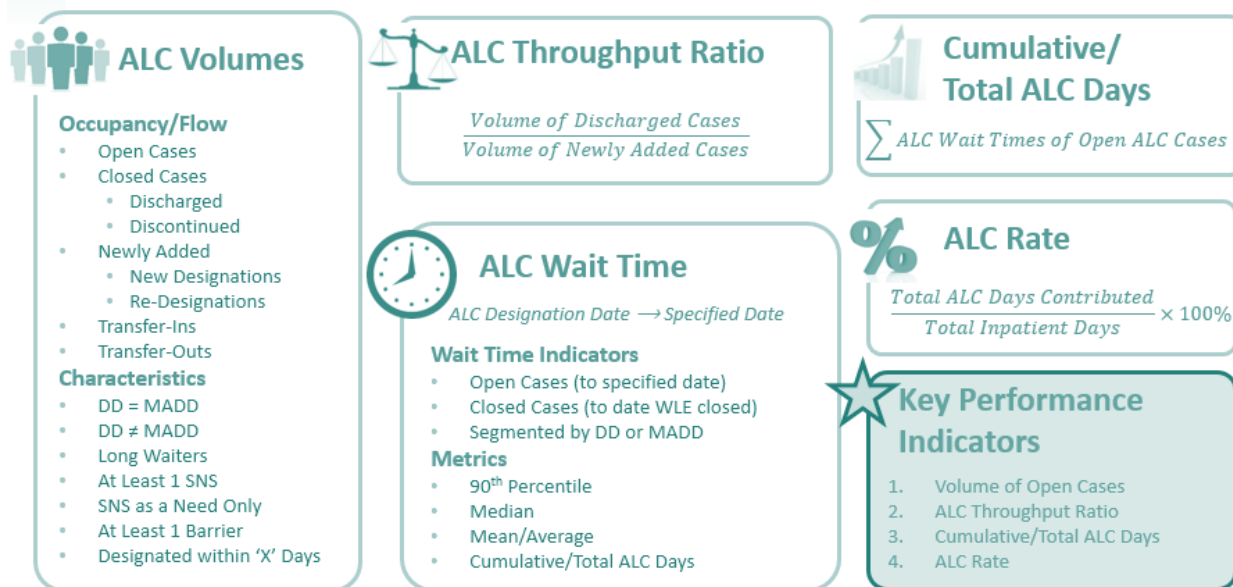 ALC Volumes
Occupancy/Flow
• Open Cases
• Closed Cases
• Discharged
• Discontinued
• Newly Added
• New Designations
• Re-Designations
• Transfer-Ins
• Transfer-Outs
Characteristics
• DD = MADD
• DD ≠ MADD
• Long Waiters
• At Least 1 SNS
• SNS as a Need Only
• At Least 1 Barrier
• Designated within ‘X’ Days
ALC Throughput Ratio
Volume of Discharged Cases
Volume of Newly Added Cases
ALC Wait Time
ALC Designation Date → Specified Date
Wait Time Indicators
• Open Cases (to specified date)
• Closed Cases (to date WLE closed)
• Segmented by DD or MADD
Metrics
• 90th Percentile
• Median
• Mean/Average
• Cumulative/Total ALC Days
Cumulative/
Total ALC Days
∑ ALC Wait Times of Open ALC Cases
%
ALC Rate
Total ALC Days Contributed
Total Inpatient Days
× 100%
Key Performance
Indicators
1. Volume of Open Cases
2. ALC Throughput Ratio
3. Cumulative/Total ALC Days
4. ALC Rate